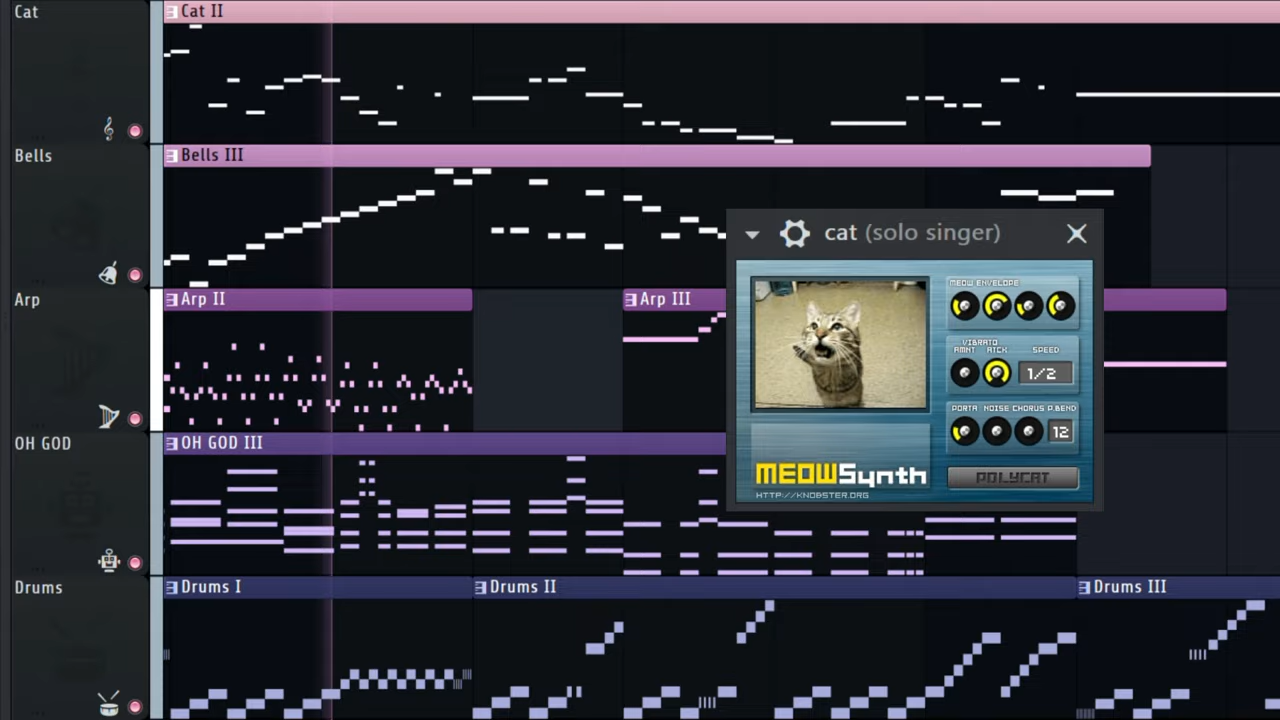 Cat
Cat II
Bells
Bells III
cat (solo singer)
MEOW ENVELOPE
Arp
Arp II
Arp III
VIBRATO
AMNT ATCK SPEED
1/2
PORTA NOISE CHORUS P.BEND
12
OH GOD
OH GOD III
MEOWSynth
POLYCAT
HTTP://KNOBSTER.ORG
Drums
Drums I
Drums II
Drums III